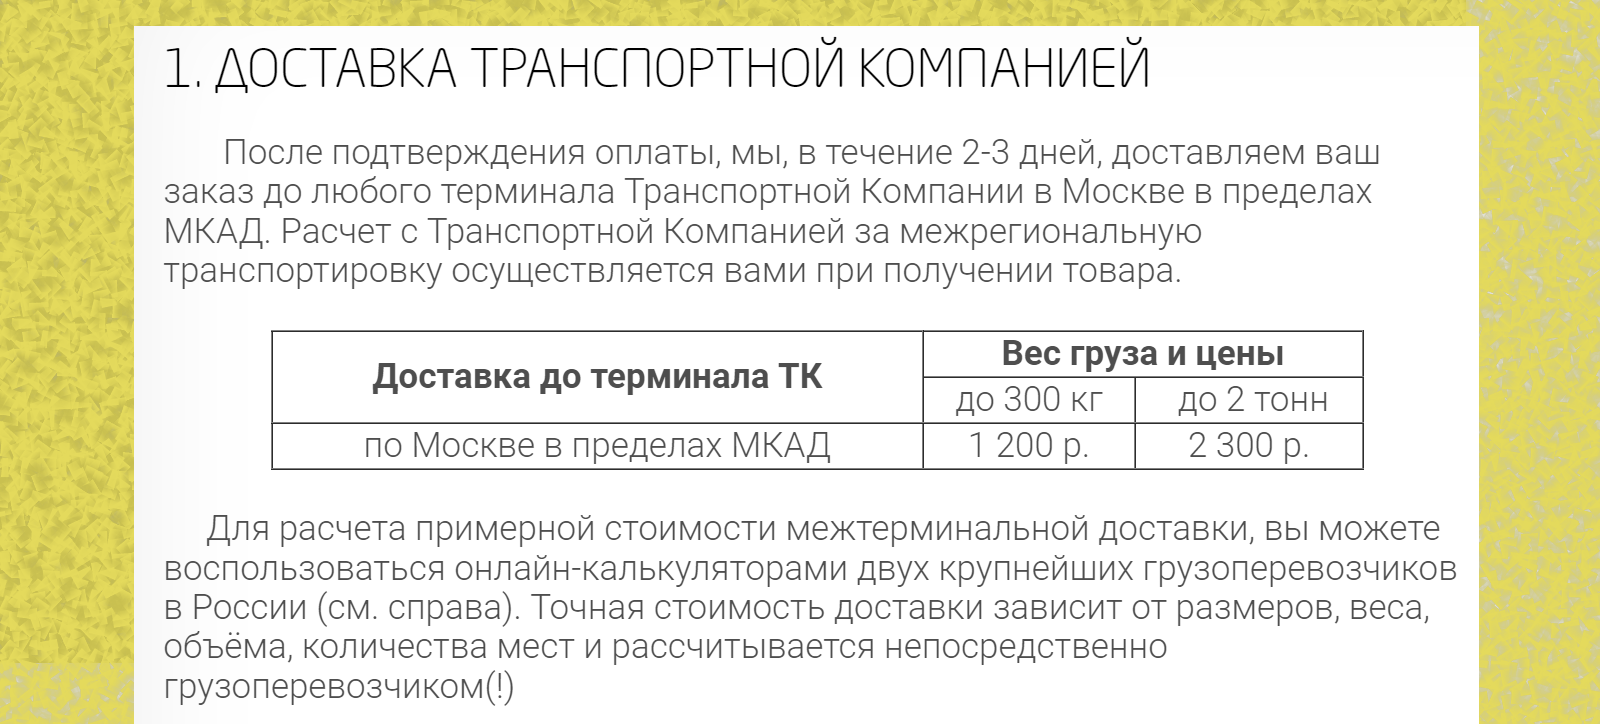 1. ДОСТАВКА ТРАНСПОРТНОЙ КОМПАНИЕЙ
После подтверждения оплаты, мы, в течение 2-3 дней, доставляем ваш
заказ до любого терминала Транспортной Компании в Москве в пределах
МКАД. Расчет с Транспортной Компанией за межрегиональную
транспортировку осуществляется вами при получении товара.
Доставка до терминала ТК
Вес груза и цены
до 300 кг до 2 тонн
по Москве в пределах МКАД 1 200 р. 2 300 р.
Для расчета примерной стоимости межтерминальной доставки, вы можете
воспользоваться онлайн-калькуляторами двух крупнейших грузоперевозчиков
в России (см. справа). Точная стоимость доставки зависит от размеров, веса,
объёма, количества мест и рассчитывается непосредственно
грузоперевозчиком(!)